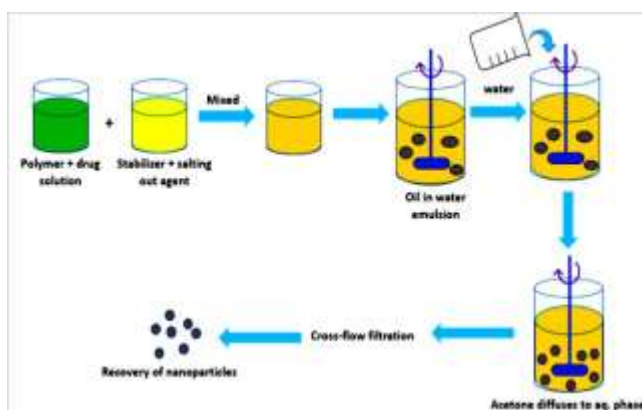 Polymer + drug
solution
+
Stabilizer + salting
out agent
Mixed
Oil in water
emulsion
water
Acetone diffuses to aq. phase
Cross-flow filtration
Recovery of nanoparticles